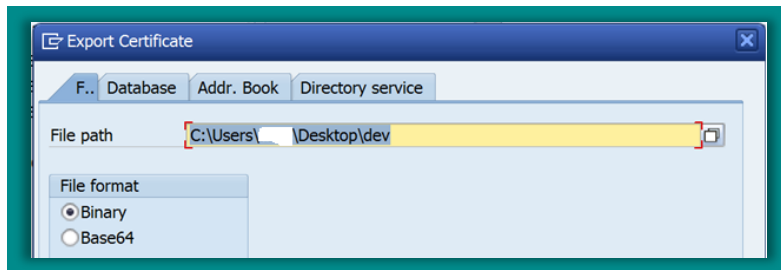 Export Certificate
F.. Database Addr. Book Directory service
File path C:\Users\ \Desktop\dev
File format
Binary
Base64